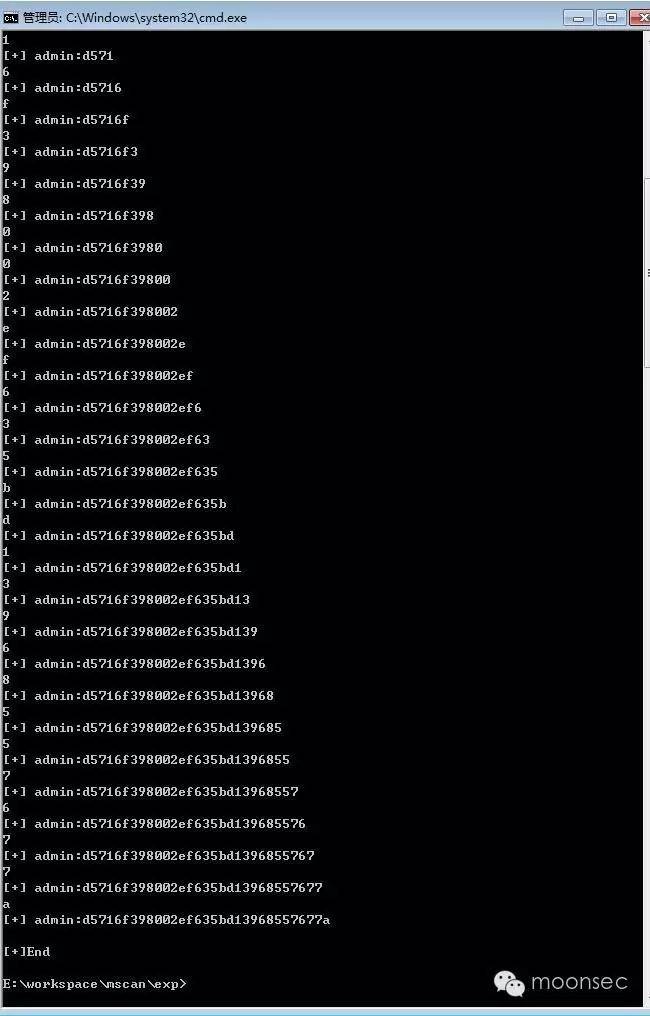 管理员: C:\Windows\system32\cmd.exe
1
[+] admin:d571
6
[+] admin:d5716
f
[+] admin:d5716f
3
[+] admin:d5716f3
9
[+] admin:d5716f39
8
[+] admin:d5716f398
0
[+] admin:d5716f3980
0
[+] admin:d5716f39800
2
[+] admin:d5716f398002
e
[+] admin:d5716f398002e
f
[+] admin:d5716f398002ef
6
[+] admin:d5716f398002ef6
3
[+] admin:d5716f398002ef63
5
[+] admin:d5716f398002ef635
b
[+] admin:d5716f398002ef635b
d
[+] admin:d5716f398002ef635bd
1
[+] admin:d5716f398002ef635bd1
3
[+] admin:d5716f398002ef635bd13
9
[+] admin:d5716f398002ef635bd139
6
[+] admin:d5716f398002ef635bd1396
8
[+] admin:d5716f398002ef635bd13968
5
[+] admin:d5716f398002ef635bd139685
5
[+] admin:d5716f398002ef635bd1396855
7
[+] admin:d5716f398002ef635bd13968557
6
[+] admin:d5716f398002ef635bd139685576
7
[+] admin:d5716f398002ef635bd1396855767
7
[+] admin:d5716f398002ef635bd13968557677
a
[+] admin:d5716f398002ef635bd13968557677a
[+]End
E:\workspace\mscan\exp>
moonsec